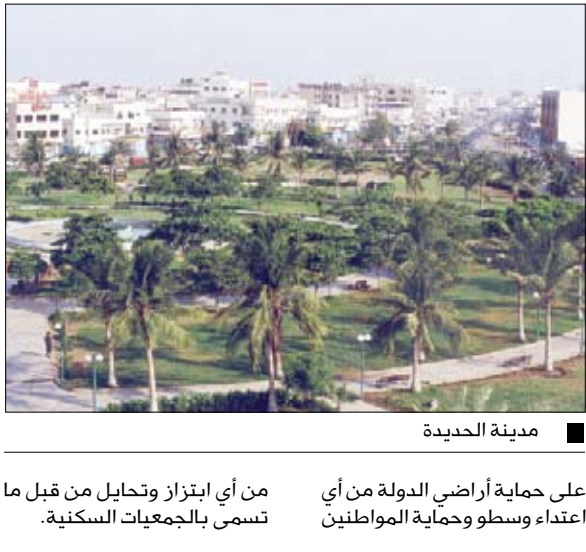 مدينة الحديدة
على حماية أراضي الدولة من أي
اعتداء وسطو وحماية المواطنين
من أي ابتزاز وتحايل من قبل ما
تسمى بالجمعيات السكنية.